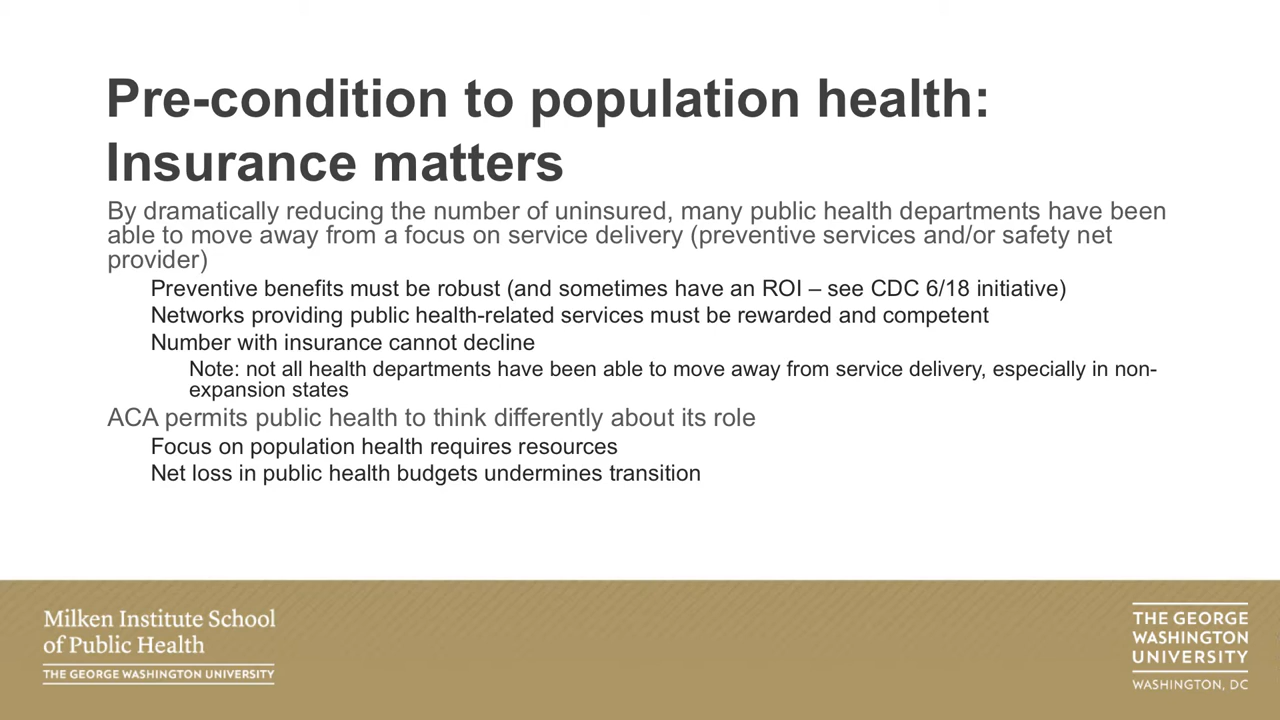 Pre-condition to population health:
Insurance matters
By dramatically reducing the number of uninsured, many public health departments have been
able to move away from a focus on service delivery (preventive services and/or safety net
provider)
Preventive benefits must be robust (and sometimes have an ROI – see CDC 6/18 initiative)
Networks providing public health-related services must be rewarded and competent
Number with insurance cannot decline
Note: not all health departments have been able to move away from service delivery, especially in non-
expansion states
ACA permits public health to think differently about its role
Focus on population health requires resources
Net loss in public health budgets undermines transition
Milken Institute School
of Public Health
THE GEORGE WASHINGTON UNIVERSITY
THE GEORGE
WASHINGTON
UNIVERSITY
WASHINGTON, DC